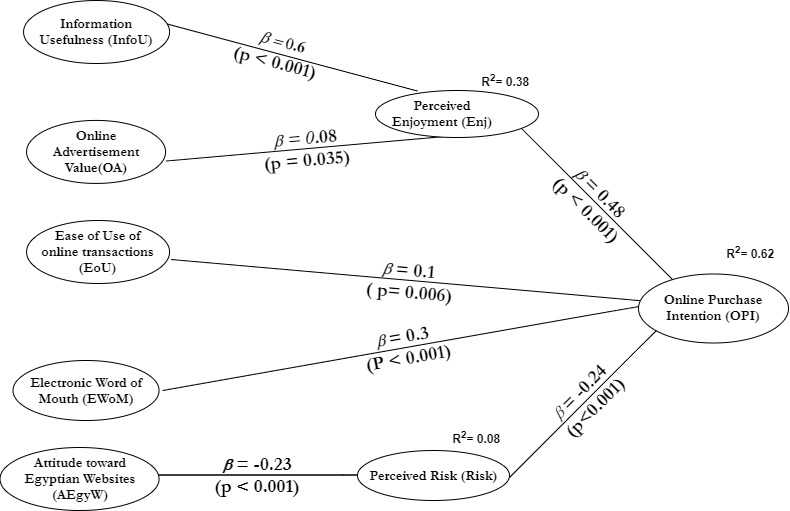 Information
Usefulness (InfoU)
β = 0.6
(p < 0.001)
R²= 0.38
Perceived
Enjoyment (Enj)
Online
Advertisement
Value(OA)
β = 0.08
(p = 0.035)
β = 0.48
(p < 0.001)
Ease of Use of
online transactions
(EoU)
β = 0.1
( p= 0.006)
R²= 0.62
Online Purchase
Intention (OPI)
β = 0.3
(P < 0.001)
Electronic Word of
Mouth (EWoM)
β = -0.24
(p<0.001)
Attitude toward
Egyptian Websites
(AEgyW)
β = -0.23
(p < 0.001)
R²= 0.08
Perceived Risk (Risk)